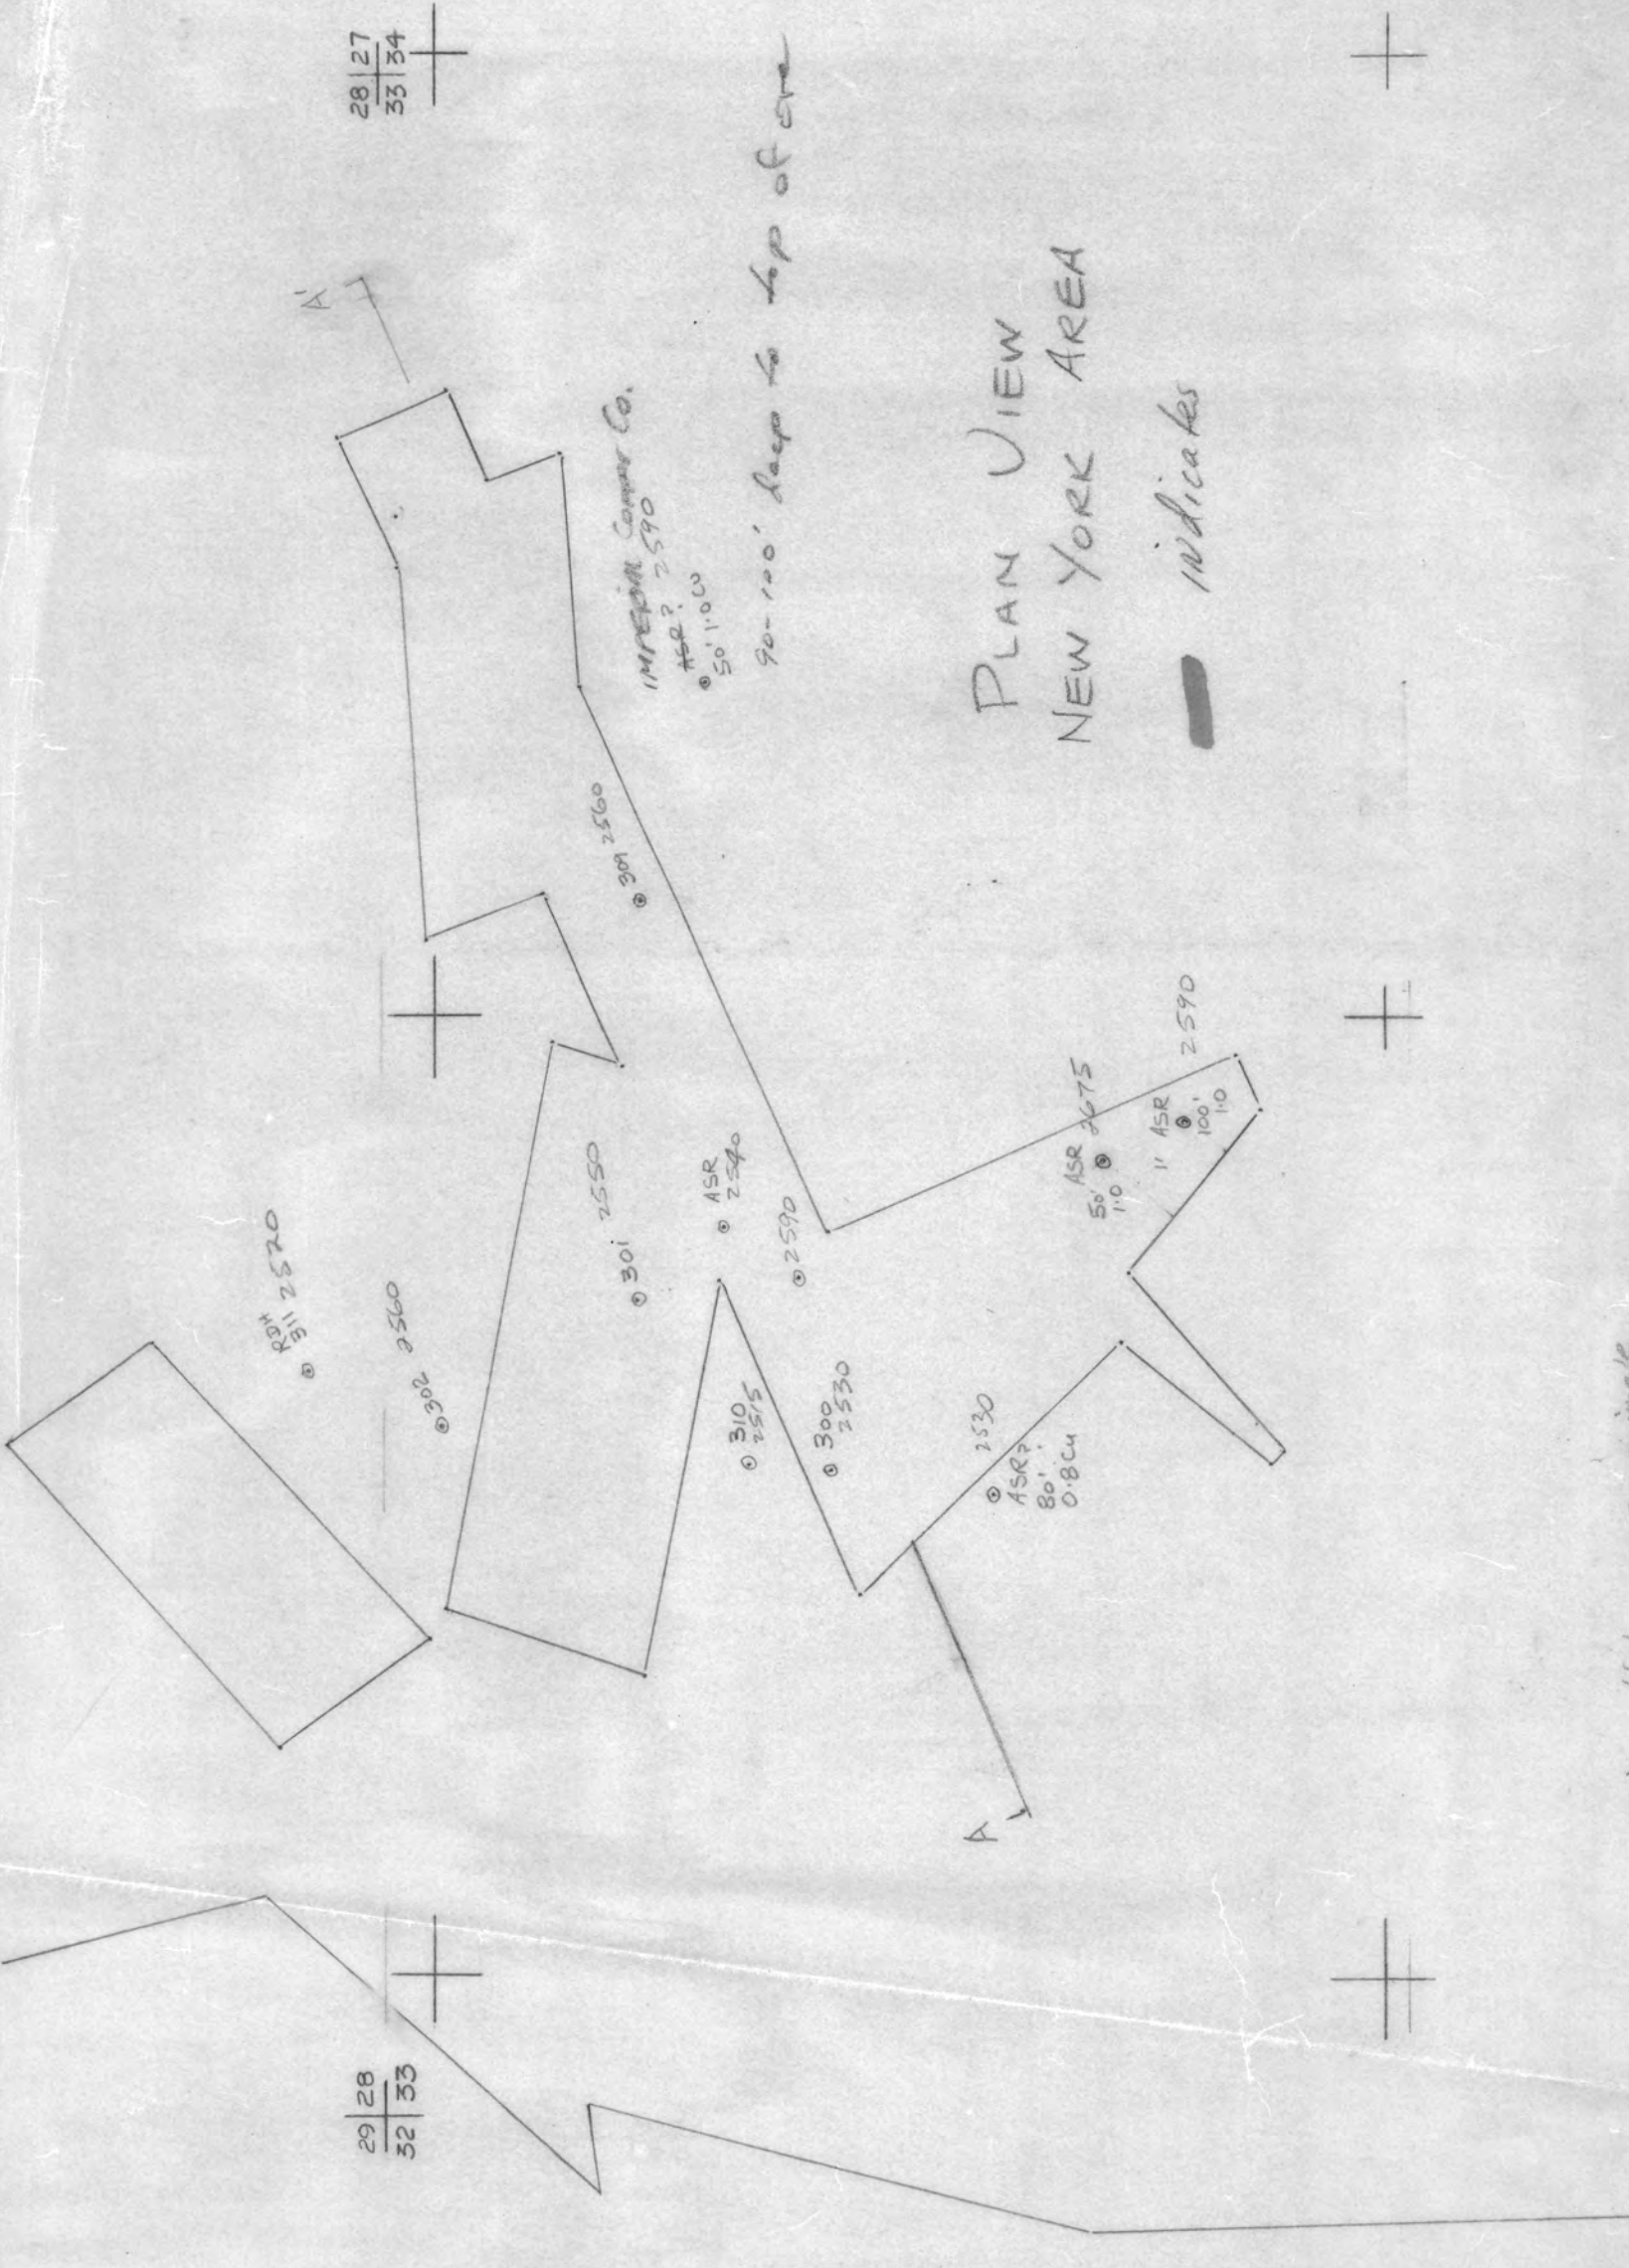 29|28
32|33
28|27
33|34
A'
RDH
311 2520
302 2560
301 2550
309 2560
IMPERIAL Copper Co.
ASR? 2590
50' 1.0 Cu
90-100' deep to top of ore
ASR
2540
2590
310
2515
300
2530
2530
ASR?
80'
0.8 Cu
A
ASR 2675
50'
1.0
" ASR
100'
1.0
2590
PLAN VIEW
NEW YORK AREA
indicates